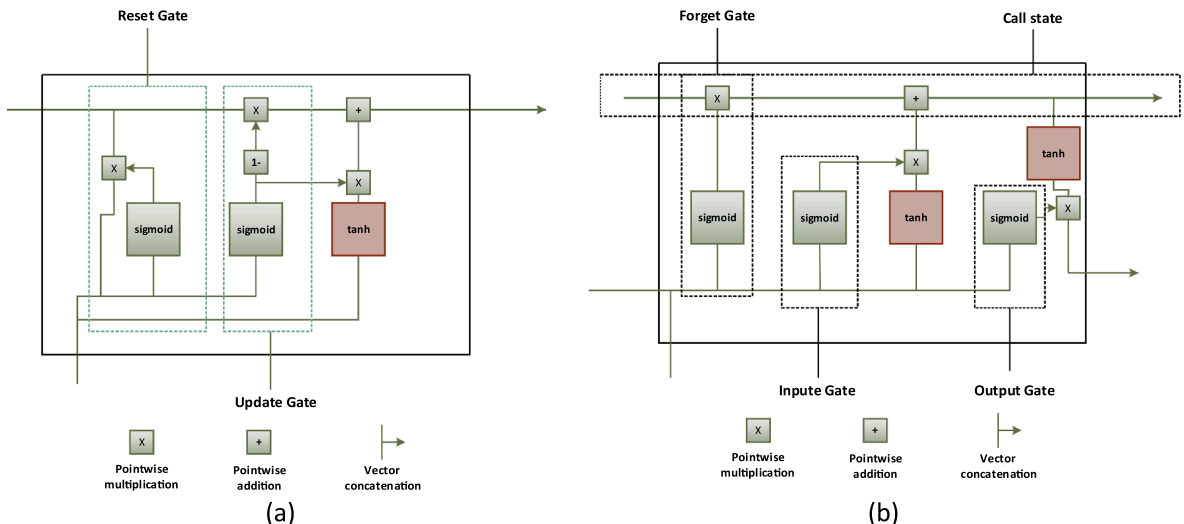 Reset Gate
X
+
X
1-
X
sigmoid
sigmoid
tanh
Update Gate
X
+
Pointwise
multiplication
Pointwise
addition
Vector
concatenation
(a)
Forget Gate
Call state
X
+
tanh
X
sigmoid
sigmoid
tanh
sigmoid
X
Inpute Gate
Output Gate
X
+
Pointwise
multiplication
Pointwise
addition
Vector
concatenation
(b)